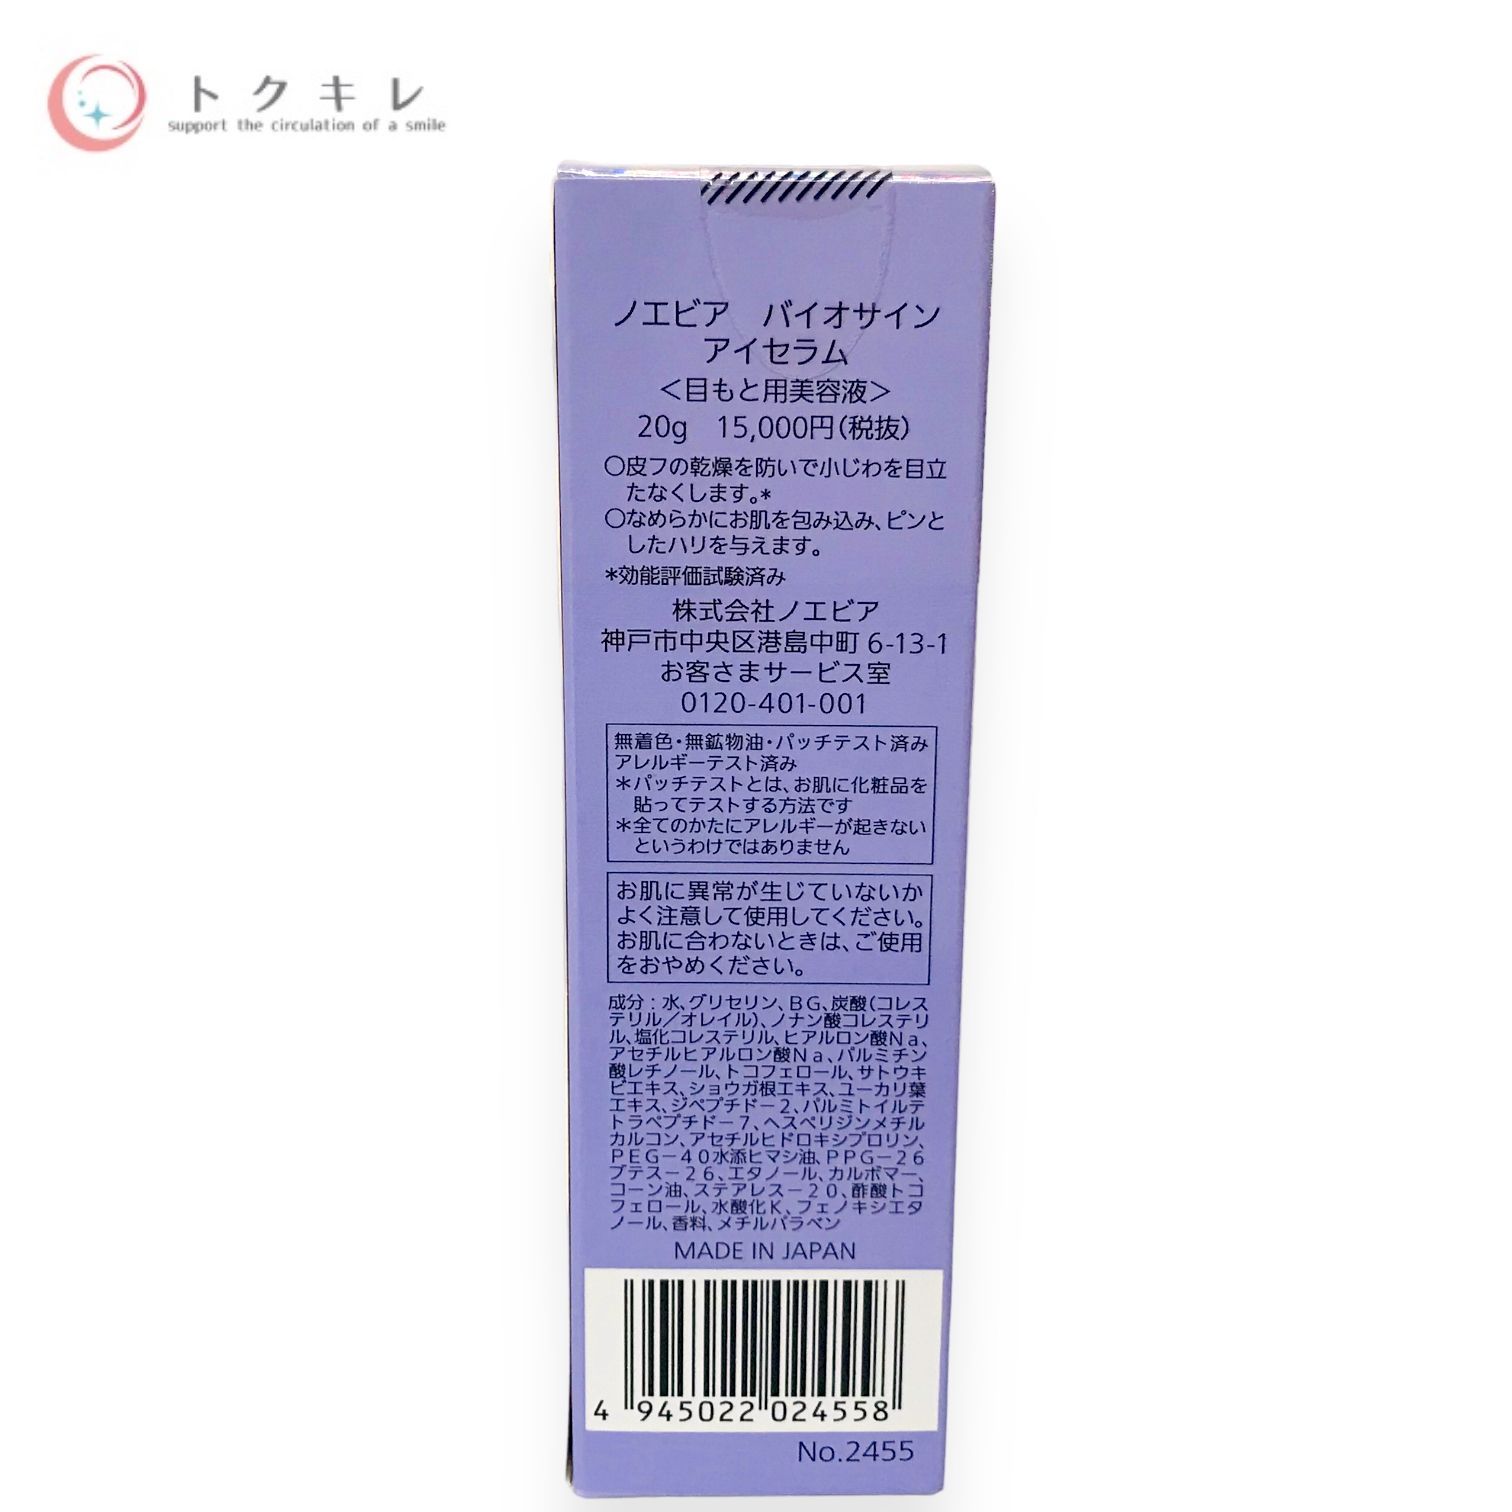 トクキレ
support the circulation of a smile
ノエビア　バイオサイン
アイセラム
＜目もと用美容液＞
20g　15,000円(税抜)
○皮フの乾燥を防いで小じわを目立
たなくします。*
○なめらかにお肌を包み込み、ピンと
したハリを与えます。
*効能評価試験済み
株式会社ノエビア
神戸市中央区港島中町 6-13-1
お客さまサービス室
0120-401-001
無着色・無鉱物油・パッチテスト済み
アレルギーテスト済み
*パッチテストとは、お肌に化粧品を
貼ってテストする方法です
*全てのかたにアレルギーが起きない
というわけではありません
お肌に異常が生じていないか
よく注意して使用してください。
お肌に合わないときは、ご使用
をおやめください。
成分：水、グリセリン、ＢＧ、炭酸（コレス
テリル／オレイル）、ノナン酸コレステリ
ル、塩化コレステリル、ヒアルロン酸Ｎａ、
アセチルヒアルロン酸Ｎａ、パルミチン
酸レチノール、トコフェロール、サトウキ
ビエキス、ショウガ根エキス、ユーカリ葉
エキス、ジペプチド－２、パルミトイルテ
トラペプチド－７、ヘスペリジンメチル
カルコン、アセチルヒドロキシプロリン、
ＰＥＧ－４０水添ヒマシ油、ＰＰＧ－２６
ブテス－２６、エタノール、カルボマー、
コーン油、ステアレス－２０、酢酸トコ
フェロール、水酸化Ｋ、フェノキシエタ
ノール、香料、メチルパラベン
MADE IN JAPAN
4 945022 024558
No.2455